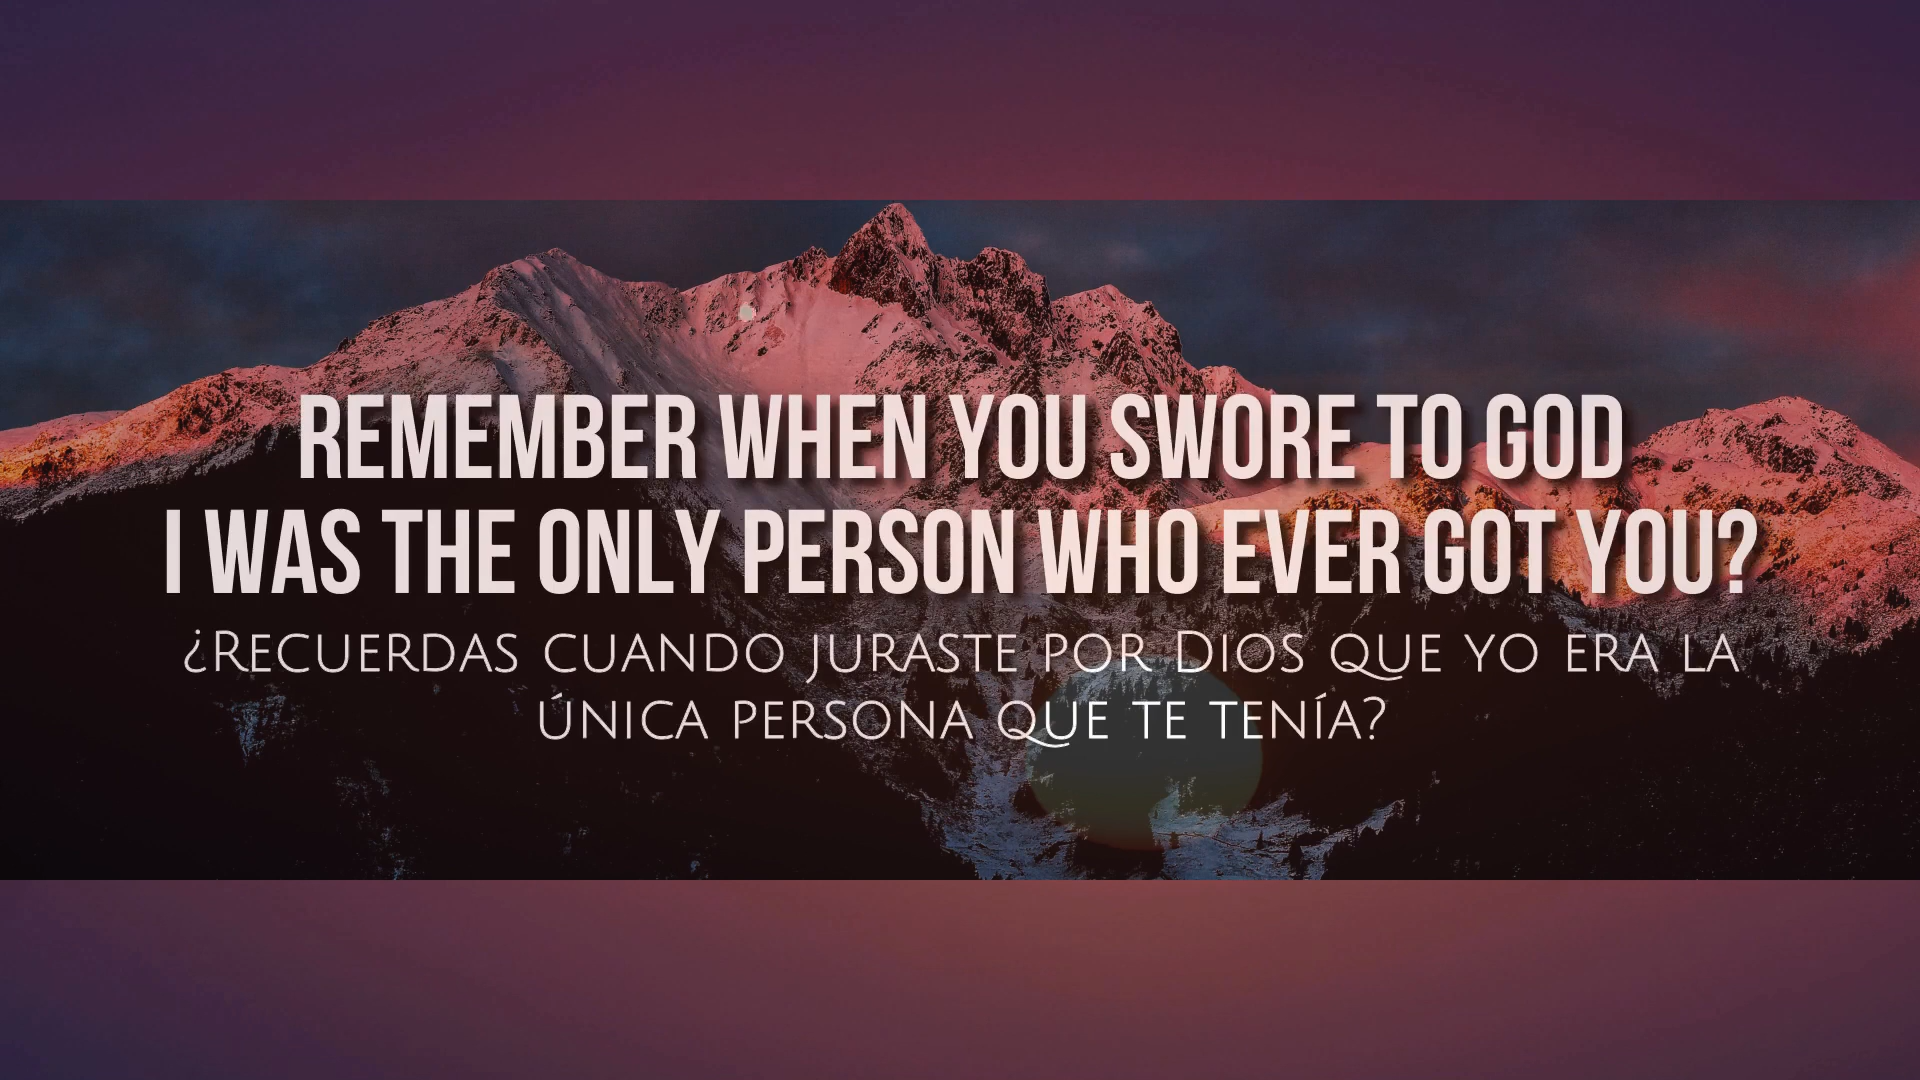 REMEMBER WHEN YOU SWORE TO GOD
I WAS THE ONLY PERSON WHO EVER GOT YOU?
¿Recuerdas cuando juraste por Dios que yo era la
única persona que te tenía?